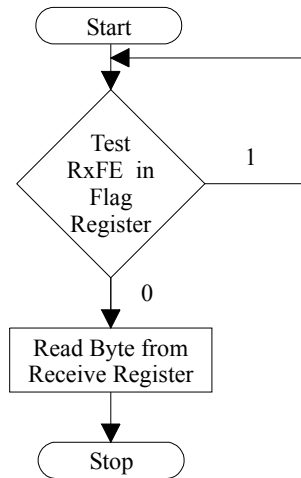 Start
Test
RxFE in
Flag
Register
1
0
Read Byte from
Receive Register
Stop